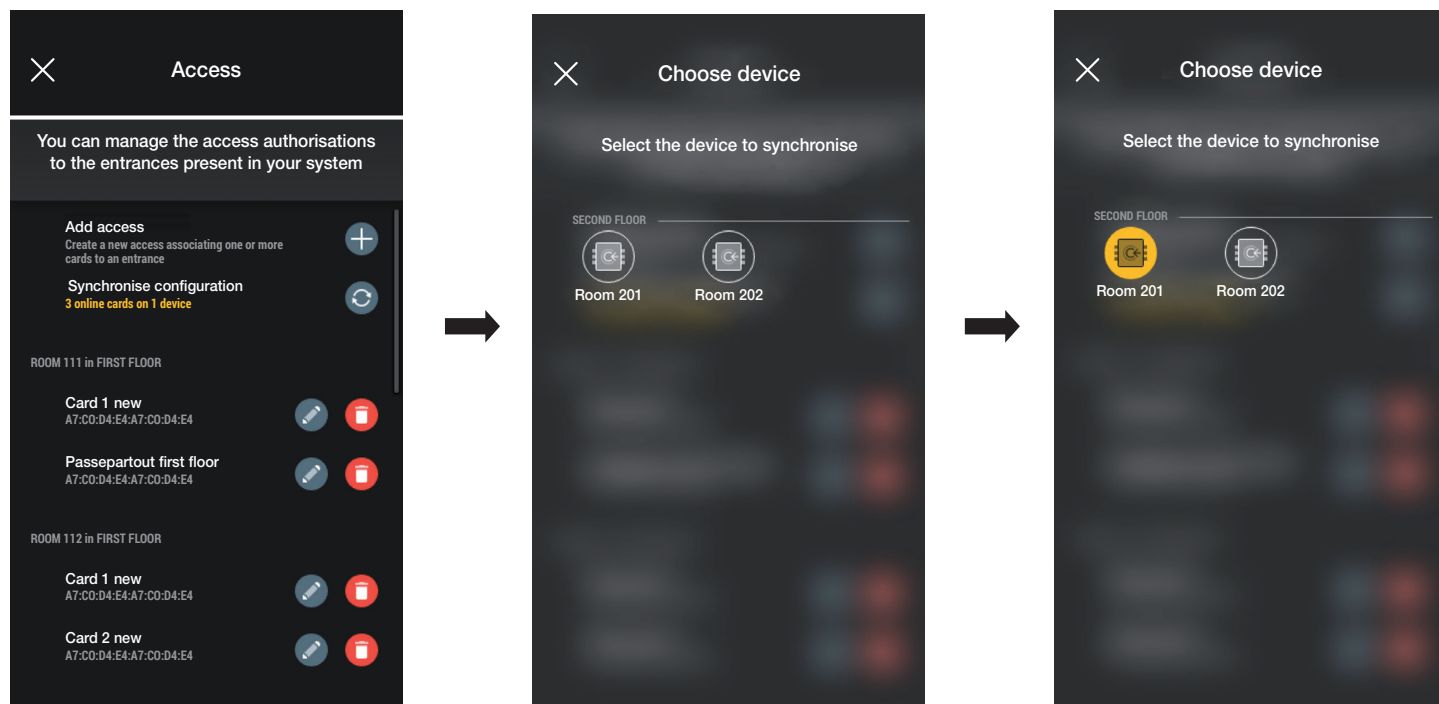 Access
You can manage the access authorisations
to the entrances present in your system
Add access
Create a new access associating one or more
cards to an entrance
Synchronise configuration
3 online cards on 1 device
ROOM 111 in FIRST FLOOR
Card 1 new
A7:C0:D4:E4:A7:C0:D4:E4
Passepartout first floor
A7:C0:D4:E4:A7:C0:D4:E4
ROOM 112 in FIRST FLOOR
Card 1 new
A7:C0:D4:E4:A7:C0:D4:E4
Card 2 new
A7:C0:D4:E4:A7:C0:D4:E4
Choose device
Select the device to synchronise
SECOND FLOOR
Room 201
Room 202
Choose device
Select the device to synchronise
SECOND FLOOR
Room 201
Room 202